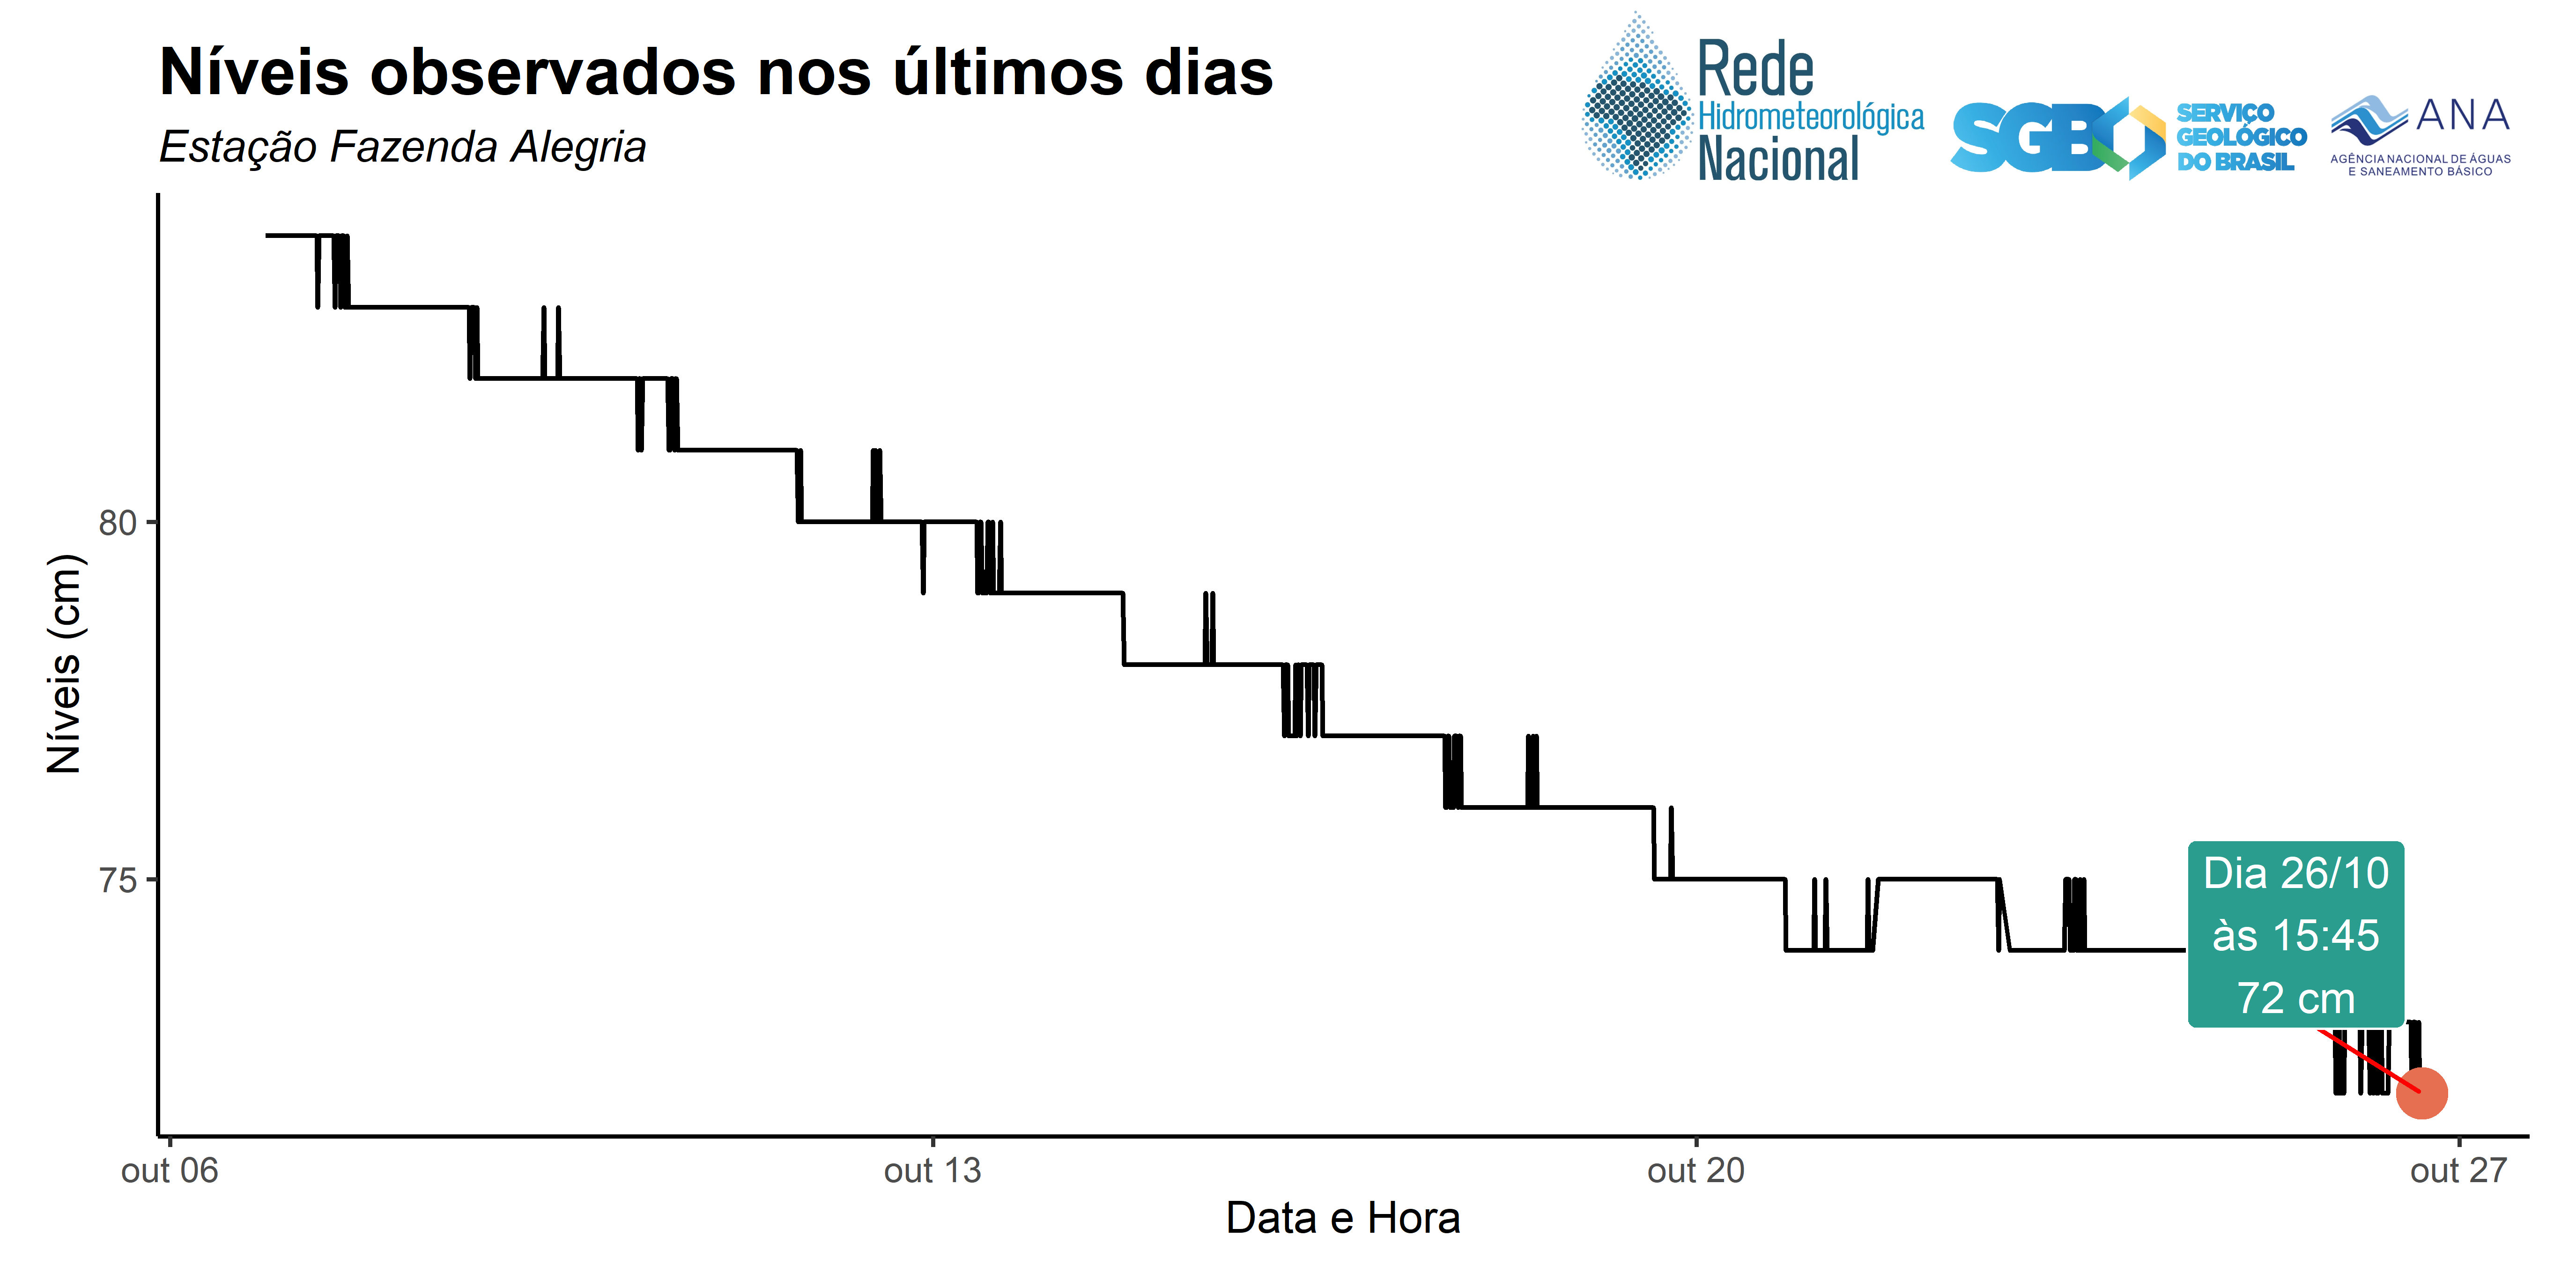 Níveis observados nos últimos dias
Estação Fazenda Alegria
Rede
Hidrometeorológica
Nacional
SGB
SERVIÇO
GEOLÓGICO
DO BRASIL
ANA
AGÊNCIA NACIONAL DE ÁGUAS
E SANEAMENTO BÁSICO
Níveis (cm)
80
75
Dia 26/10
às 15:45
72 cm
out 06
out 13
out 20
out 27
Data e Hora